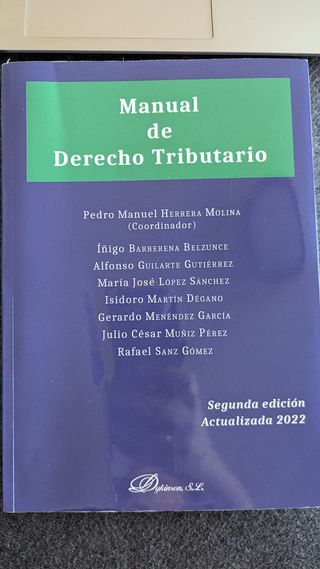 Manual
de
Derecho Tributario
Pedro Manuel Herrera Molina
(Coordinador)
Íñigo Barberena Belzunce
Alfonso Guilarte Gutiérrez
María José López Sánchez
Isidoro Martín Dégano
Gerardo Menéndez García
Julio César Muñiz Pérez
Rafael Sanz Gómez
Segunda edición
Actualizada 2022
Dykinson, S.L.